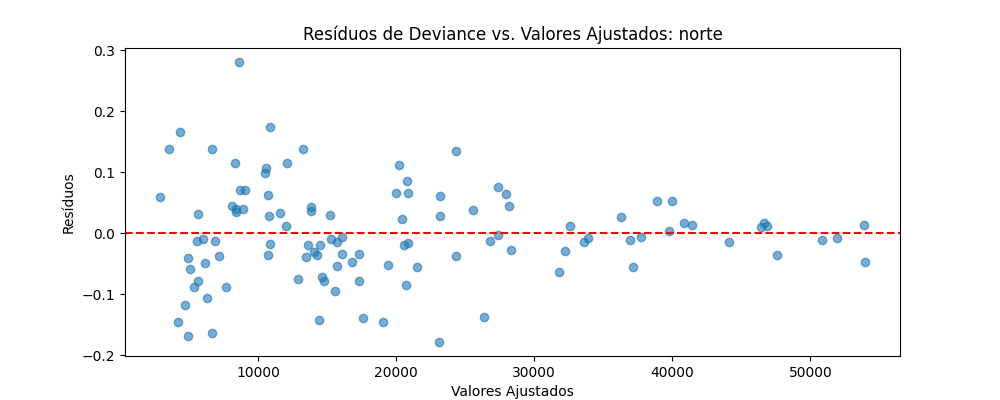 Resíduos de Deviance vs. Valores Ajustados: norte
0.3
0.2
0.1
0.0
−0.1
−0.2
Resíduos
10000 20000 30000 40000 50000
Valores Ajustados